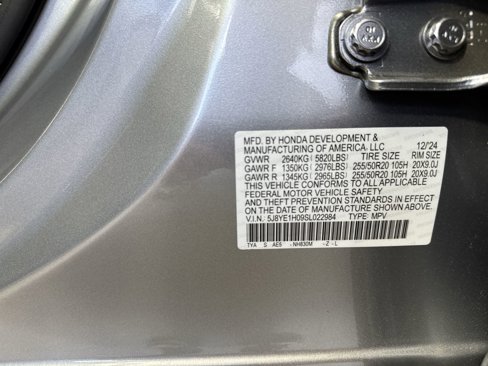 MFD. BY HONDA DEVELOPMENT &
MANUFACTURING OF AMERICA, LLC 12/24
GVWR 2640KG ( 5820LBS) TIRE SIZE RIM SIZE
GAWR F 1350KG ( 2976LBS) 255/50R20 105H 20X9.0J
GAWR R 1345KG ( 2965LBS) 255/50R20 105H 20X9.0J
THIS VEHICLE CONFORMS TO ALL APPLICABLE
FEDERAL MOTOR VEHICLE SAFETY
AND THEFT PREVENTION STANDARDS IN EFFECT
ON THE DATE OF MANUFACTURE SHOWN ABOVE.
V.I.N. 5J8YE1H09SL022984 TYPE: MPV
TYA S AE5 - NH830M - Z - L